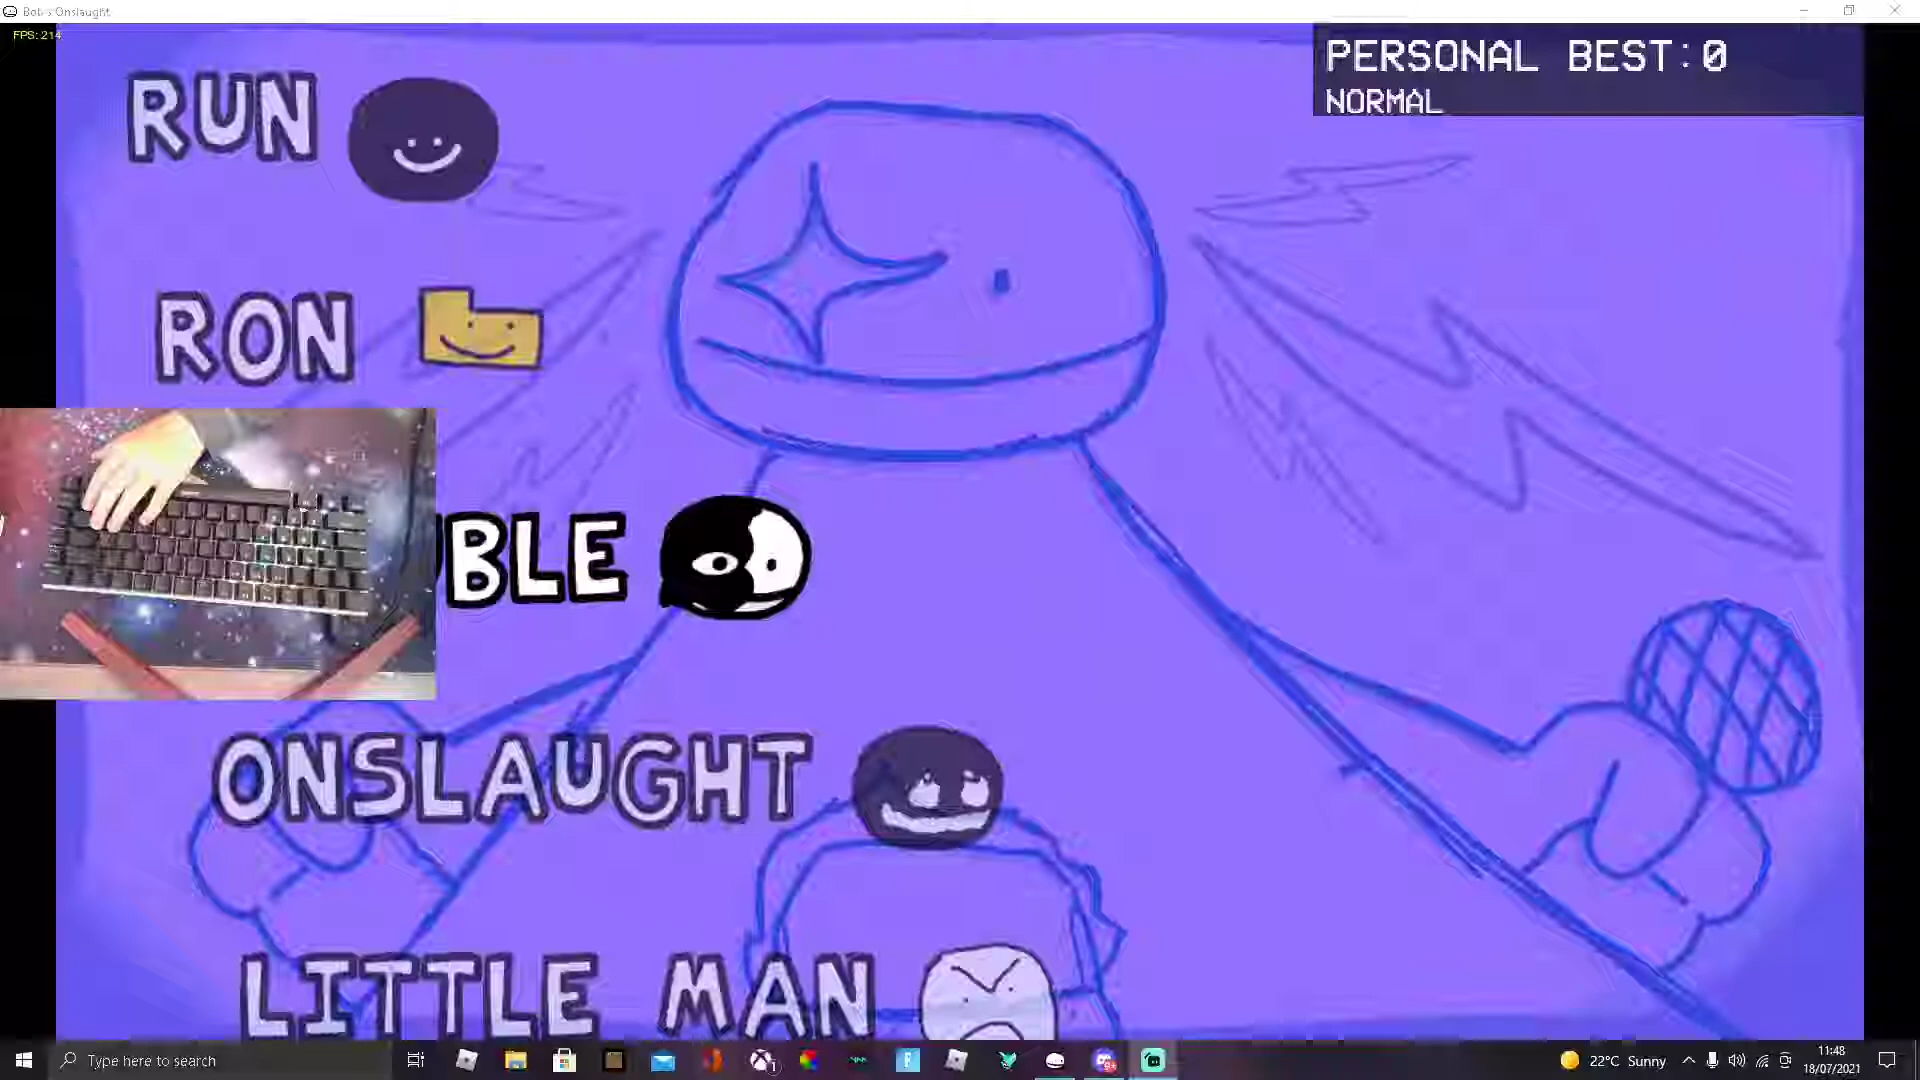 Bob's Onslaught
FPS: 214
PERSONAL BEST:0
NORMAL
RUN
RON
BLE
ONSLAUGHT
LITTLE MAN
Type here to search
22°C Sunny
11:48
18/07/2021